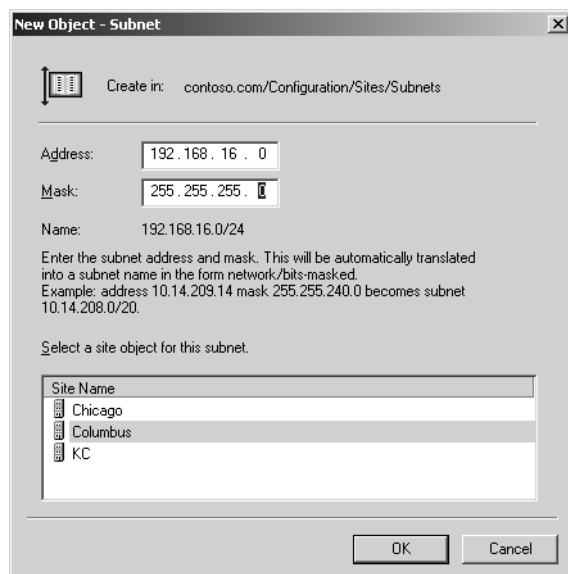 New Object - Subnet
Create in: contoso.com/Configuration/Sites/Subnets
Address: 192 . 168 . 16 . 0
Mask: 255 . 255 . 255 . 0
Name: 192.168.16.0/24
Enter the subnet address and mask. This will be automatically translated
into a subnet name in the form network/bits-masked.
Example: address 10.14.209.14 mask 255.255.240.0 becomes subnet
10.14.208.0/20.
Select a site object for this subnet.
Site Name
Chicago
Columbus
KC
OK Cancel